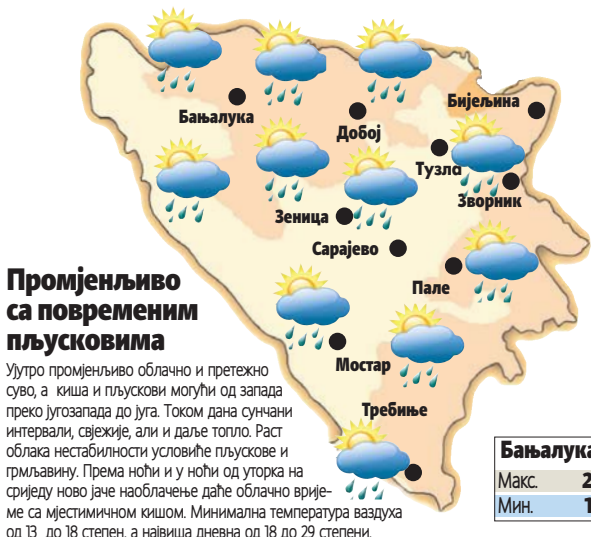 Бањалука
Добој
Бијељина
Тузла
Зворник
Зеница
Сарајево
Пале
Мостар
Требиње
Промјенљиво
са повременим
пљусковима
Ујутро промјенљиво облачно и претежно
суво, а киша и пљускови могући од запада
преко југозапада до југа. Током дана сунчани
интервали, свјежије, али и даље топло. Раст
облака нестабилности условиће пљускове и
грмљавину. Према ноћи и у ноћи од уторка на
сриједу ново јаче наоблачење даће облачно врије-
ме са мјестимичном кишом. Минимална температура ваздуха
од 13 до 18 степен, а највиша дневна од 18 до 29 степени.
Бањалука
Макс. 2
Мин. 1